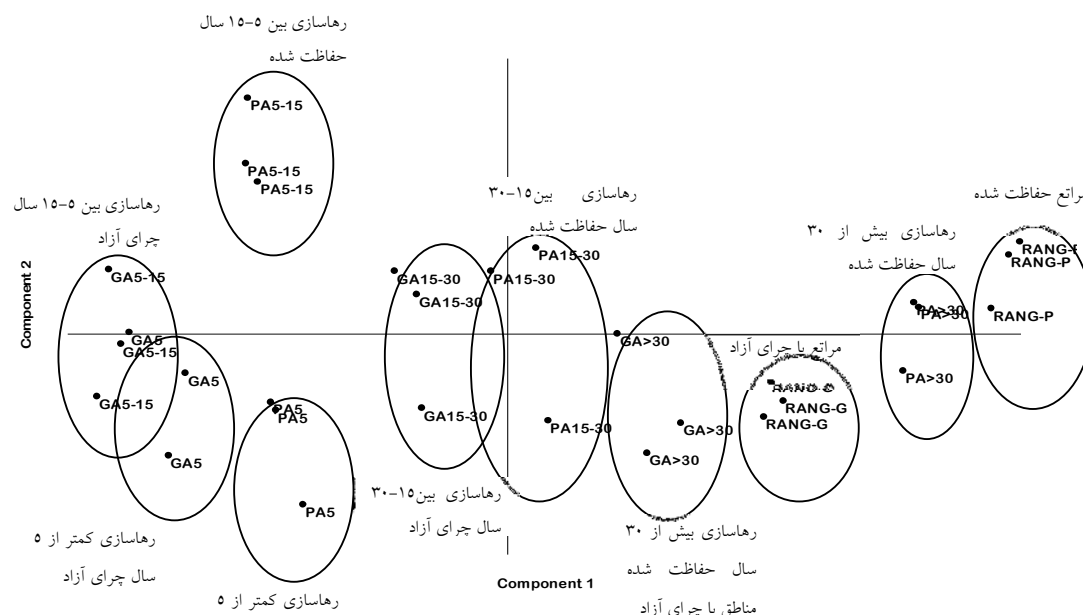 رهاسازی بین ۵-۱۵ سال
حفاظت شده
PA5-15
PA5-15
PA5-15
رهاسازی بین ۵-۱۵ سال
چرای آزاد
GA5-15
GA5
GA5-15
GA5
GA5-15
GA5
رهاسازی کمتر از ۵
سال چرای آزاد
PA5
PA5
PA5
رهاسازی کمتر از ۵
GA15-30
GA15-30
GA15-30
رهاسازی بین۱۵-۳۰
سال چرای آزاد
رهاسازی بین۱۵-۳۰
سال حفاظت شده
PA15-30
PA15-30
PA15-30
GA>30
GA>30
GA>30
رهاسازی بیش از ۳۰
سال حفاظت شده
مناطق با چرای آزاد
مراتع با چرای آزاد
RANG-G
RANG-G
RANG-G
رهاسازی بیش از ۳۰
سال حفاظت شده
PA>30
PA>30
PA>30
مراتع حفاظت شده
RANG-P
RANG-P
RANG-P
Component 2
Component 1